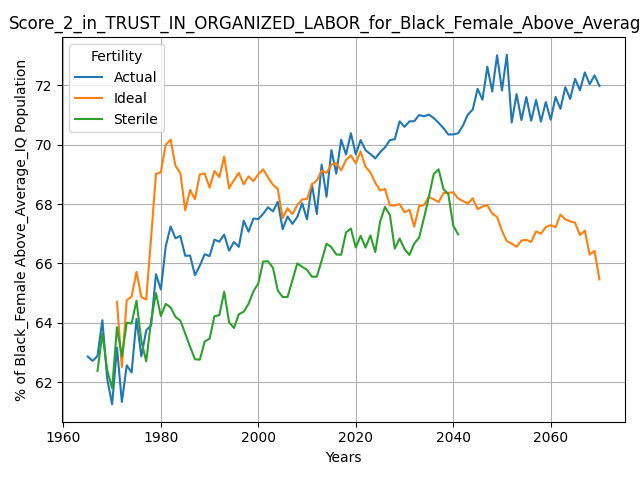 Score_2_in_TRUST_IN_ORGANIZED_LABOR_for_Black_Female_Above_Averag
% of Black_Female Above_Average_IQ Population
Fertility
Actual
Ideal
Sterile
72
70
68
66
64
62
1960
1980
2000
2020
2040
2060
Years